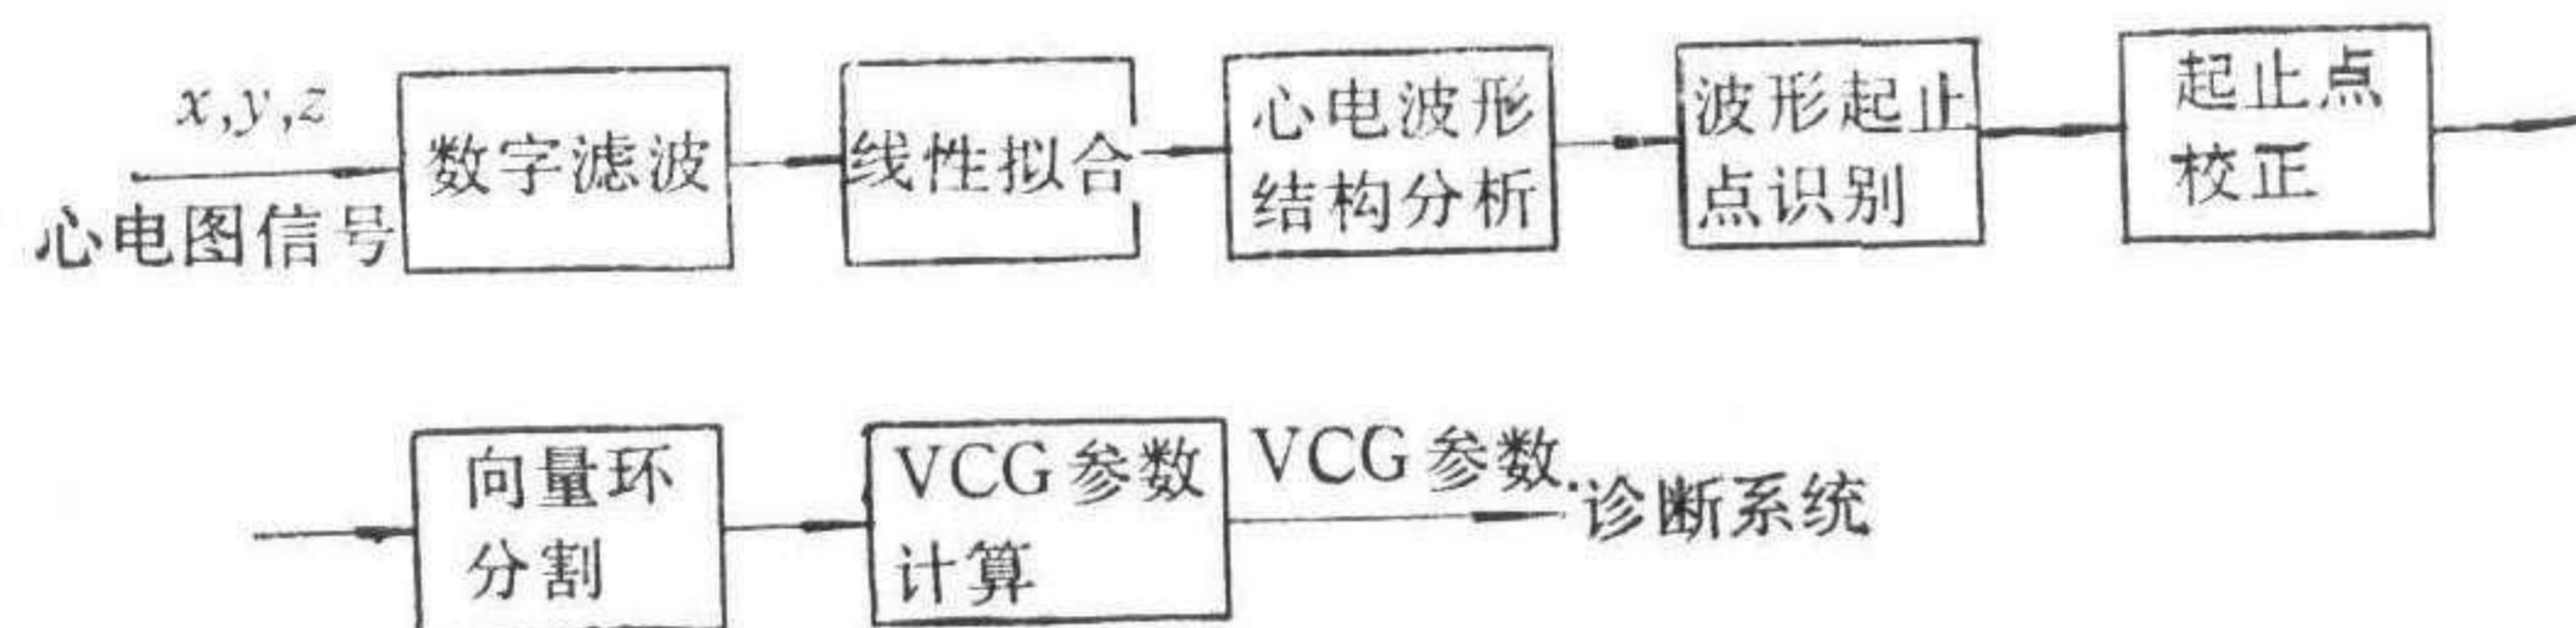 x,y,z
心电图信号
数字滤波
线性拟合
心电波形
结构分析
波形起止
点识别
起止点
校正
向量环
分割
VCG参数
计算
VCG参数
诊断系统